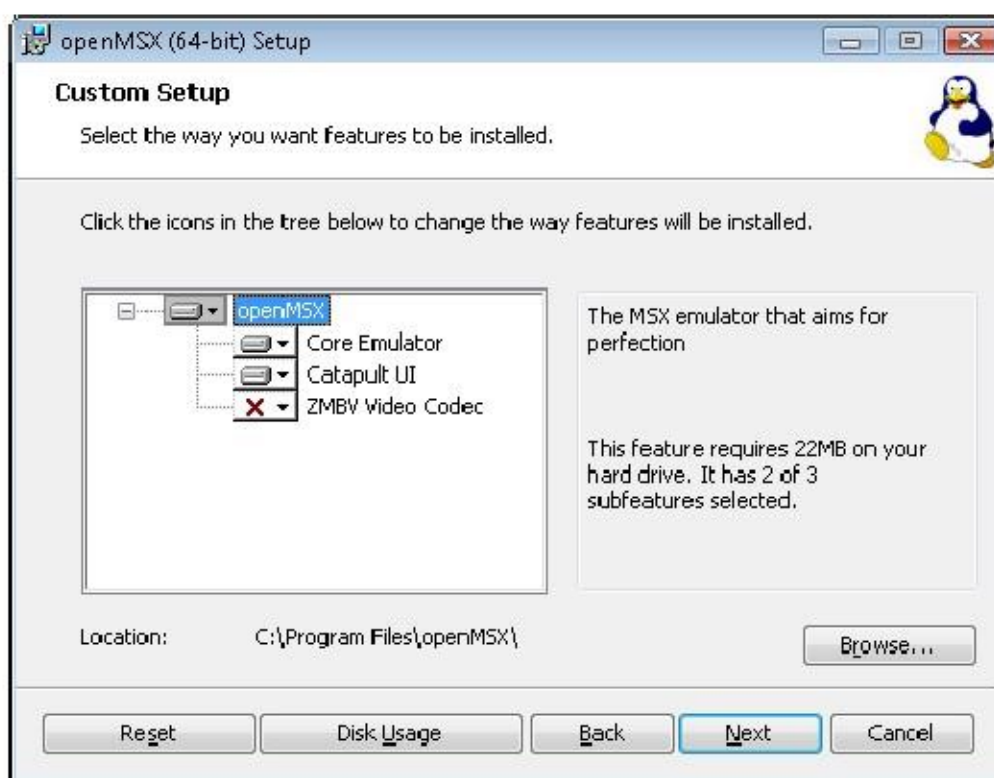 openMSX (64-bit) Setup
Custom Setup
Select the way you want features to be installed.
Click the icons in the tree below to change the way features will be installed.
openMSX
Core Emulator
Catapult UI
ZMBV Video Codec
The MSX emulator that aims for
perfection
This feature requires 22MB on your
hard drive. It has 2 of 3
subfeatures selected.
Location: C:\Program Files\openMSX\
Browse...
Reset Disk Usage Back Next Cancel